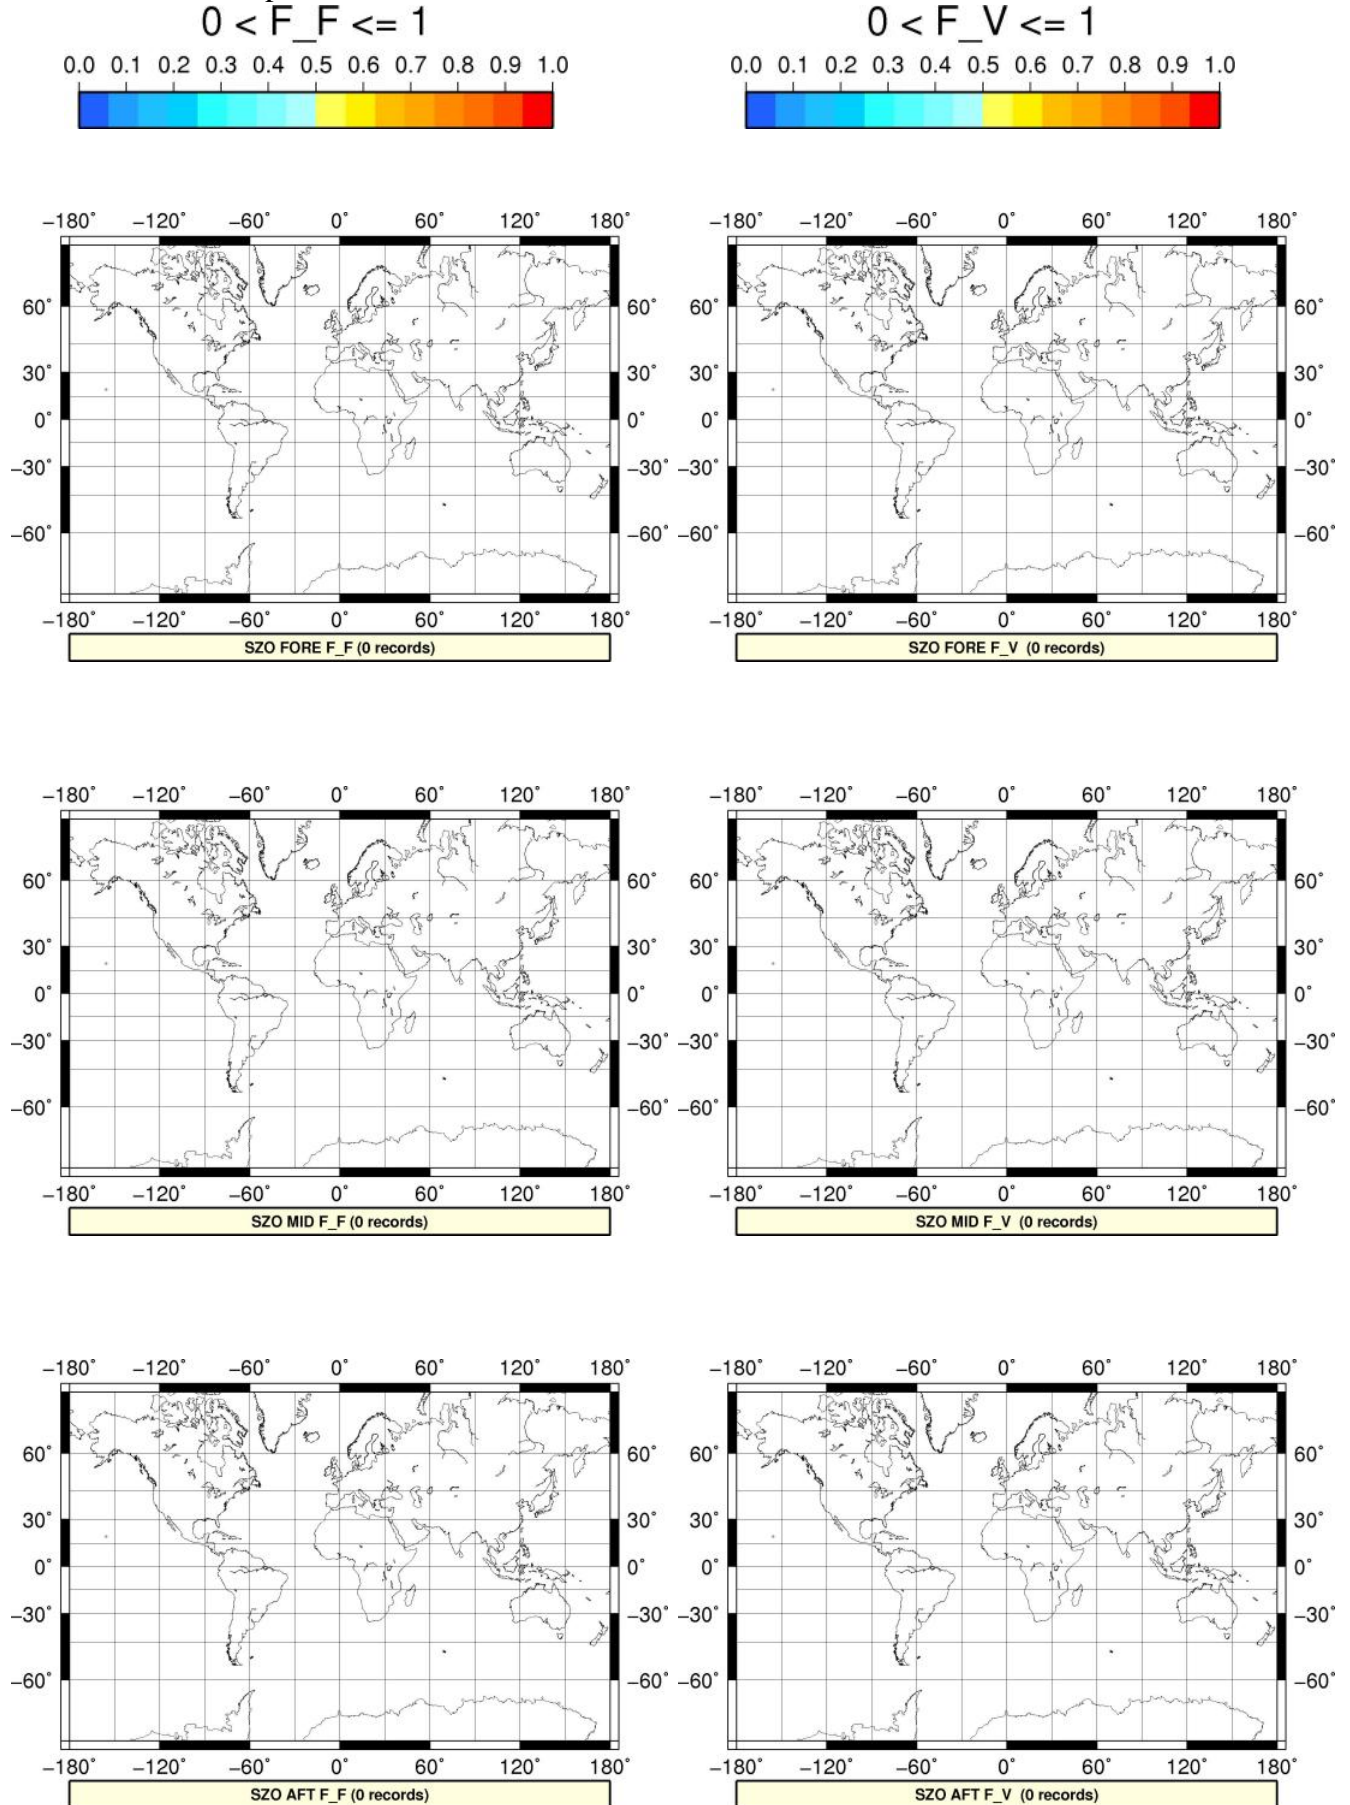 0 < F_F <= 1
0 < F_V <= 1
0.0 0.1 0.2 0.3 0.4 0.5 0.6 0.7 0.8 0.9 1.0
0.0 0.1 0.2 0.3 0.4 0.5 0.6 0.7 0.8 0.9 1.0
−180˚ −120˚ −60˚ 0˚ 60˚ 120˚ 180˚
−180˚ −120˚ −60˚ 0˚ 60˚ 120˚ 180˚
60˚ 60˚ 60˚ 60˚
30˚ 30˚ 30˚ 30˚
0˚ 0˚ 0˚ 0˚
−30˚ −30˚ −30˚ −30˚
−60˚ −60˚ −60˚ −60˚
−180˚ −120˚ −60˚ 0˚ 60˚ 120˚ 180˚
−180˚ −120˚ −60˚ 0˚ 60˚ 120˚ 180˚
SZO FORE F_F (0 records)
SZO FORE F_V (0 records)
−180˚ −120˚ −60˚ 0˚ 60˚ 120˚ 180˚
−180˚ −120˚ −60˚ 0˚ 60˚ 120˚ 180˚
60˚ 60˚ 60˚ 60˚
30˚ 30˚ 30˚ 30˚
0˚ 0˚ 0˚ 0˚
−30˚ −30˚ −30˚ −30˚
−60˚ −60˚ −60˚ −60˚
−180˚ −120˚ −60˚ 0˚ 60˚ 120˚ 180˚
−180˚ −120˚ −60˚ 0˚ 60˚ 120˚ 180˚
SZO MID F_F (0 records)
SZO MID F_V (0 records)
−180˚ −120˚ −60˚ 0˚ 60˚ 120˚ 180˚
−180˚ −120˚ −60˚ 0˚ 60˚ 120˚ 180˚
60˚ 60˚ 60˚ 60˚
30˚ 30˚ 30˚ 30˚
0˚ 0˚ 0˚ 0˚
−30˚ −30˚ −30˚ −30˚
−60˚ −60˚ −60˚ −60˚
−180˚ −120˚ −60˚ 0˚ 60˚ 120˚ 180˚
−180˚ −120˚ −60˚ 0˚ 60˚ 120˚ 180˚
SZO AFT F_F (0 records)
SZO AFT F_V (0 records)